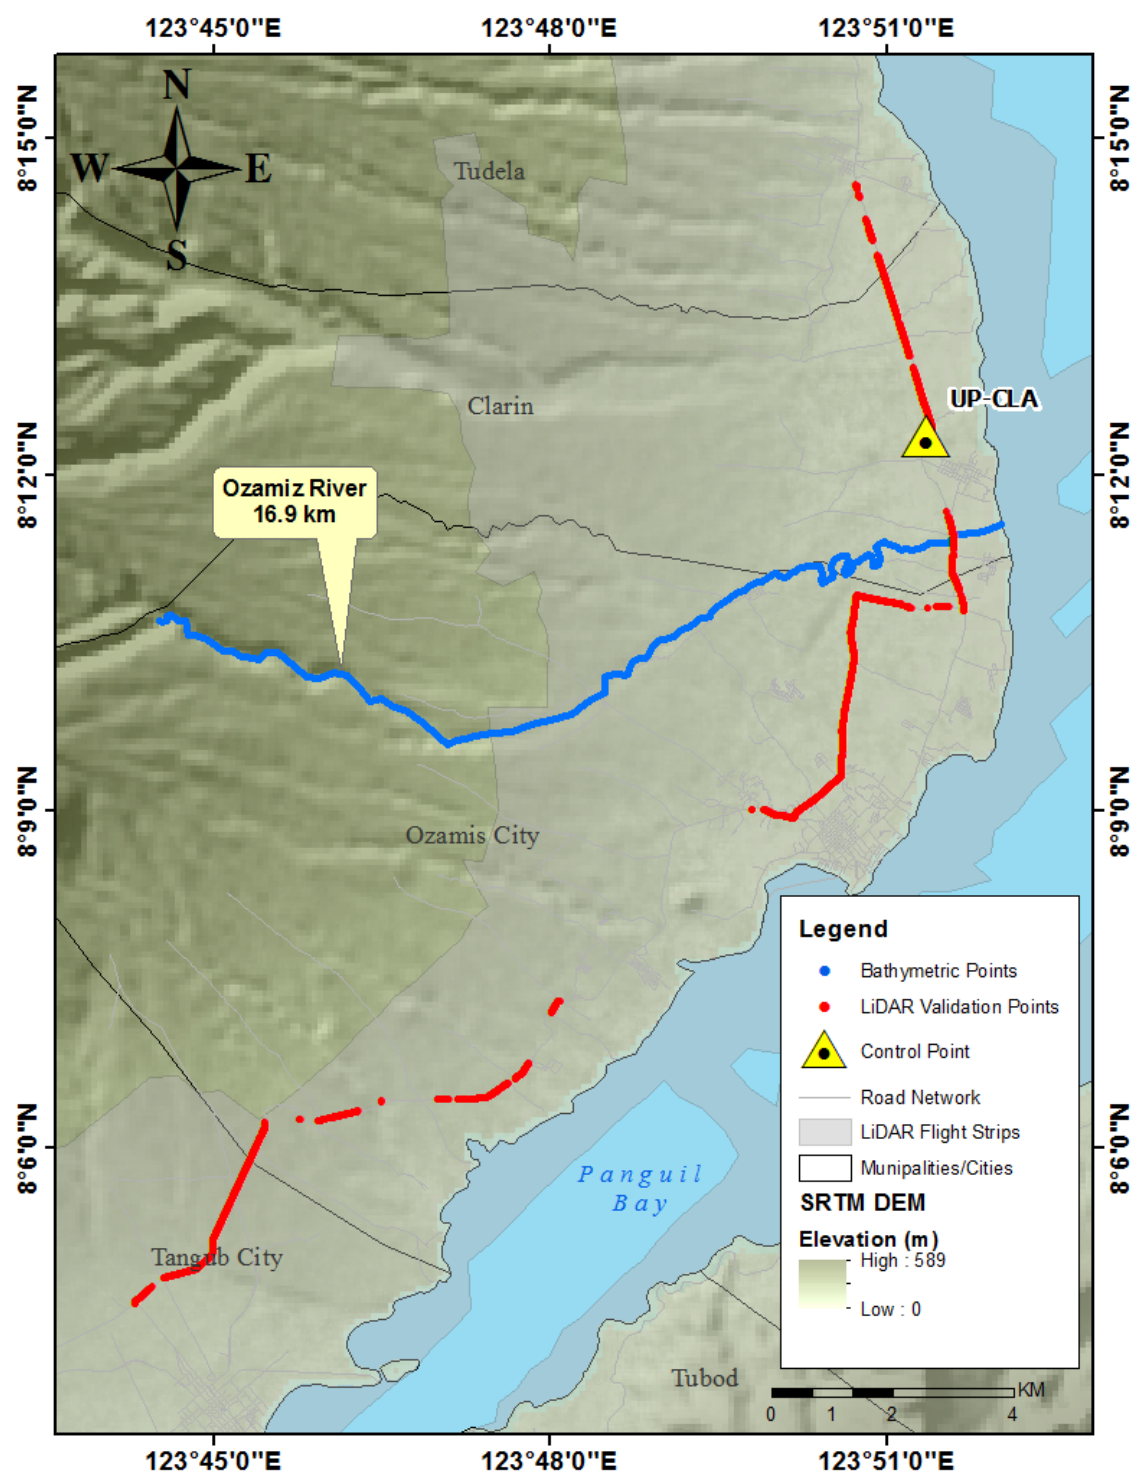 123°45'0"E
123°48'0"E
123°51'0"E
8°15'0"N
8°15'0"N
N
W
E
S
Tudela
UP-CLA
Clarin
8°12'0"N
8°12'0"N
Ozamiz River
16.9 km
8°9'0"N
8°9'0"N
Ozamis City
Legend
Bathymetric Points
LiDAR Validation Points
Control Point
Road Network
LiDAR Flight Strips
Munipalities/Cities
SRTM DEM
Elevation (m)
High : 589
Low : 0
8°6'0"N
8°6'0"N
Panguil
Bay
Tangub City
Tubod
KM
0 1 2 4
123°45'0"E
123°48'0"E
123°51'0"E